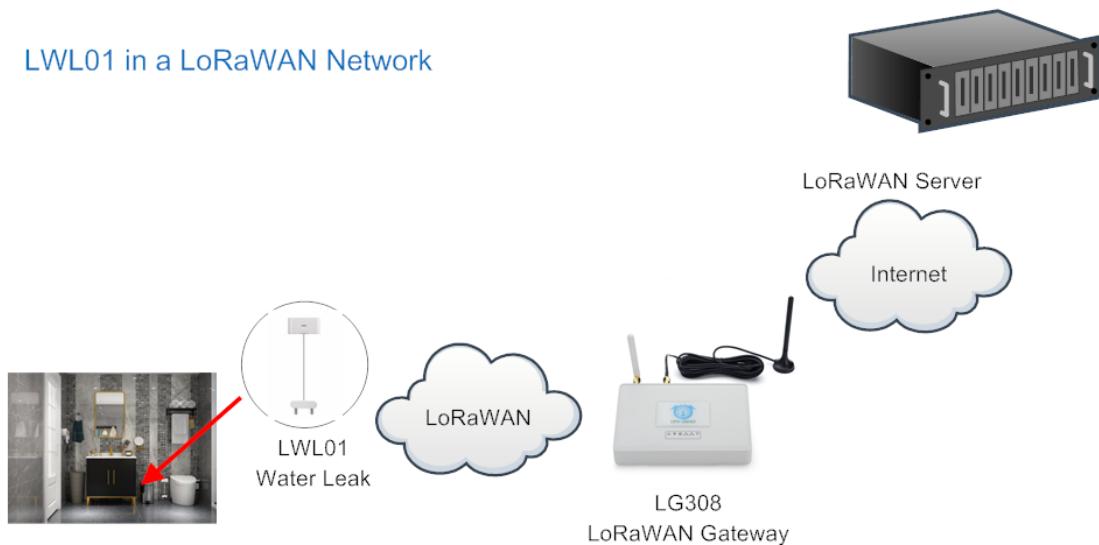 LWL01 in a LoRaWAN Network
LoRaWAN Server
Internet
LoRaWAN
LWL01
Water Leak
LG308
LoRaWAN Gateway